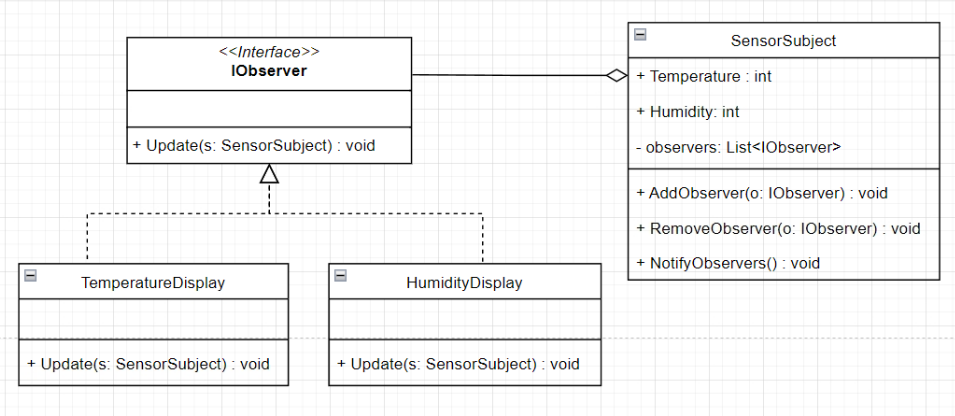 <<Interface>>
IObserver
+ Update(s: SensorSubject) : void
SensorSubject
+ Temperature : int
+ Humidity: int
- observers: List<IObserver>
+ AddObserver(o: IObserver) : void
+ RemoveObserver(o: IObserver) : void
+ NotifyObservers() : void
TemperatureDisplay
+ Update(s: SensorSubject) : void
HumidityDisplay
+ Update(s: SensorSubject) : void